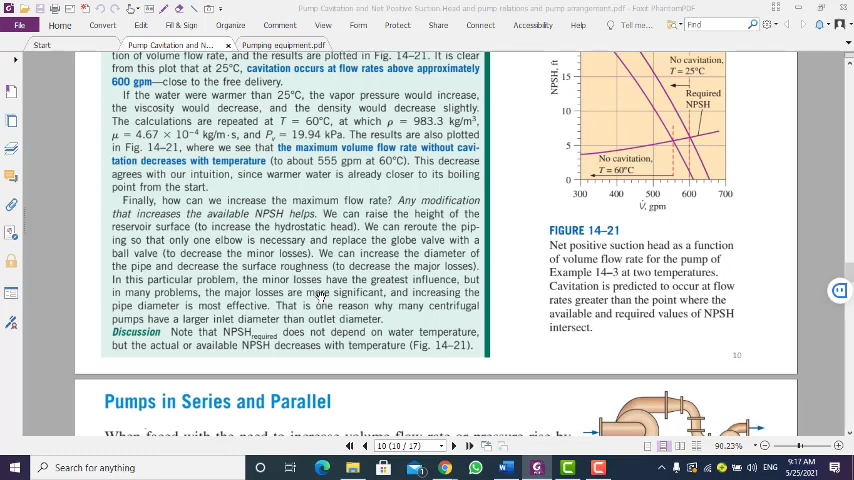 Pump Cavitation and Not Positive Suction.Head and pump relations and pump arrangement.pdf - Foxit PhantomPDF
File
Home
Edit
Fill & Sign
Organize
Convert
View
Form
Protect
Share
Connect
Accessibility
Help
Tell me...
Find
Start
Pump Cavitation and N...
Pumping equipment.pdf
tion of volume flow rate, and the results are plotted in Fig. 14–21. It is clear
from this plot that at 25°C, cavitation occurs at flow rates above approximately
600 gpm—close to the free delivery.
If the water were warmer than 25°C, the vapor pressure would increase,
the viscosity would decrease, and the density would decrease slightly.
The calculations are repeated at T = 60°C, at which ρ = 983.3 kg/m³,
μ = 4.67 × 10⁻⁴ kg/m·s, and Pᵥ = 19.94 kPa. The results are also plotted
in Fig. 14–21, where we see that the maximum volume flow rate without cavi-
tation decreases with temperature (to about 555 gpm at 60°C). This decrease
agrees with our intuition, since warmer water is already closer to its boiling
point from the start.
Finally, how can we increase the maximum flow rate? Any modification
that increases the available NPSH helps. We can raise the height of the
reservoir surface (to increase the hydrostatic head). We can reroute the pip-
ing so that only one elbow is necessary and replace the globe valve with a
ball valve (to decrease the minor losses). We can increase the diameter of
the pipe and decrease the surface roughness (to decrease the major losses).
In this particular problem, the minor losses have the greatest influence, but
in many problems, the major losses are more significant, and increasing the
pipe diameter is most effective. That is one reason why many centrifugal
pumps have a larger inlet diameter than outlet diameter.
Discussion Note that NPSH required does not depend on water temperature,
but the actual or available NPSH decreases with temperature (Fig. 14–21).
NPSH, ft
15
10
5
0
No cavitation,
T = 25°C
Required
NPSH
No cavitation,
T = 60°C
300 400 500 600 700
V̇, gpm
FIGURE 14–21
Net positive suction head as a function
of volume flow rate for the pump of
Example 14–3 at two temperatures.
Cavitation is predicted to occur at flow
rates greater than the point where the
available and required values of NPSH
intersect.
10
Pumps in Series and Parallel
When faced with the need to increase volume flow rate or pressure rise by
10 (10 / 17)
90.23%
Search for anything
ENG
9:17 AM
5/25/2021